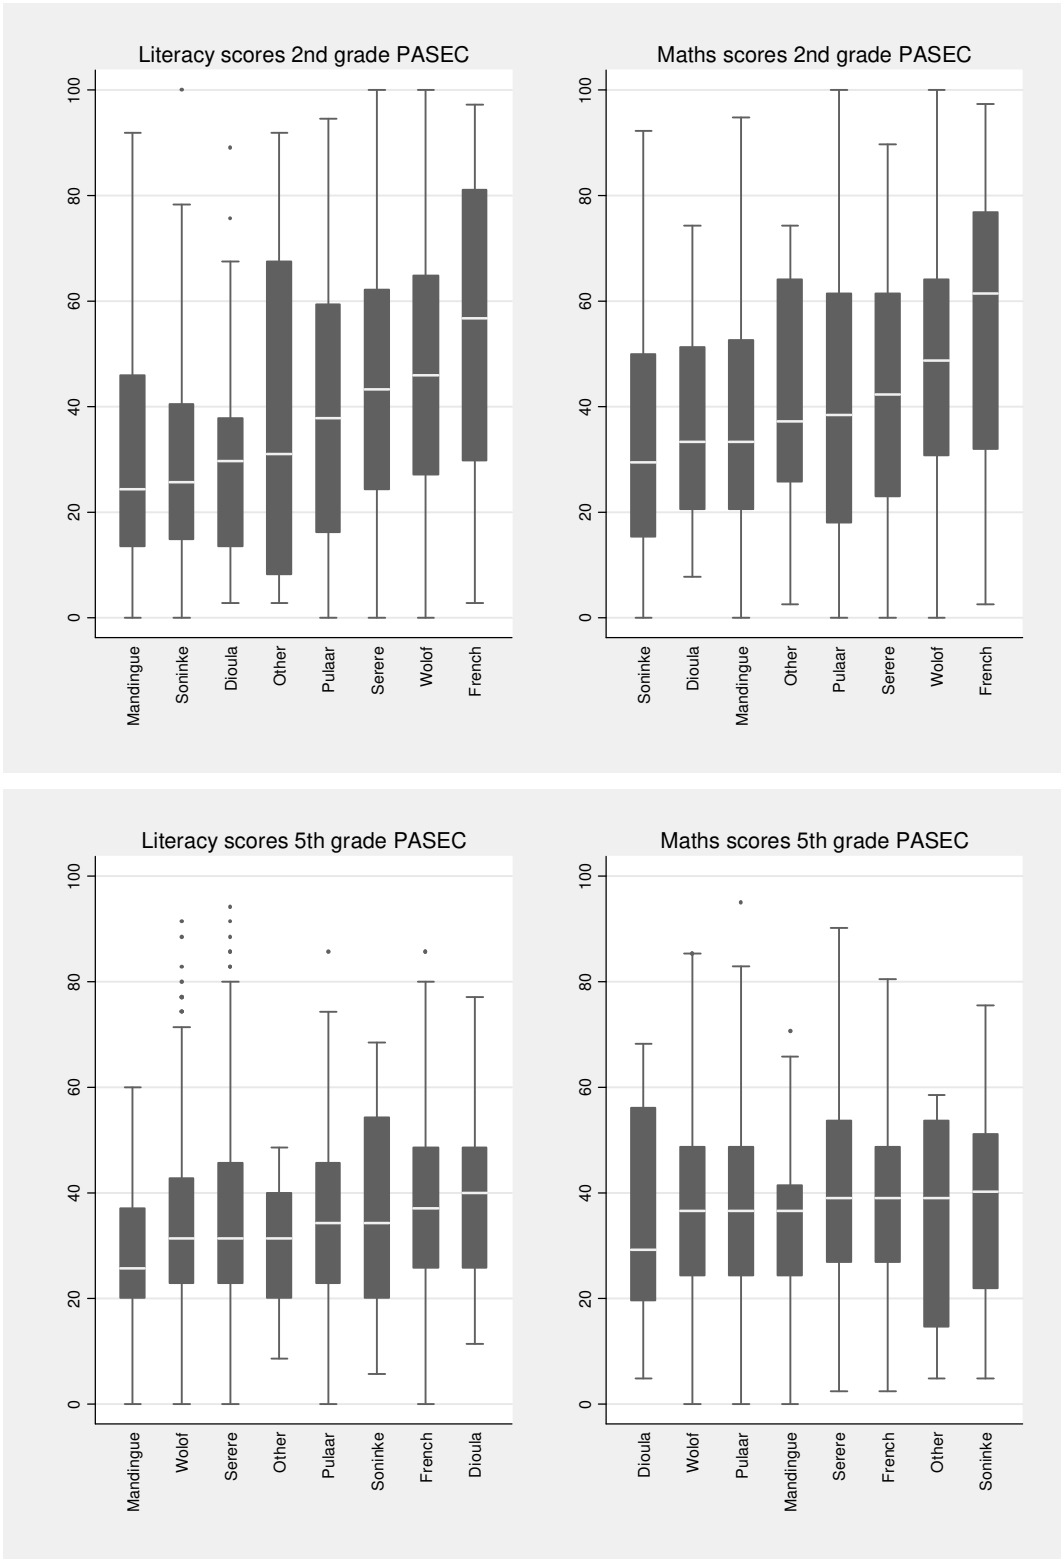 Literacy scores 2nd grade PASEC
100
80
60
40
20
0
Mandingue
Soninke
Dioula
Other
Pulaar
Serere
Wolof
French
Maths scores 2nd grade PASEC
100
80
60
40
20
0
Soninke
Dioula
Mandingue
Other
Pulaar
Serere
Wolof
French
Literacy scores 5th grade PASEC
100
80
60
40
20
0
Mandingue
Wolof
Serere
Other
Pulaar
Soninke
French
Dioula
Maths scores 5th grade PASEC
100
80
60
40
20
0
Dioula
Wolof
Pulaar
Mandingue
Serere
French
Other
Soninke